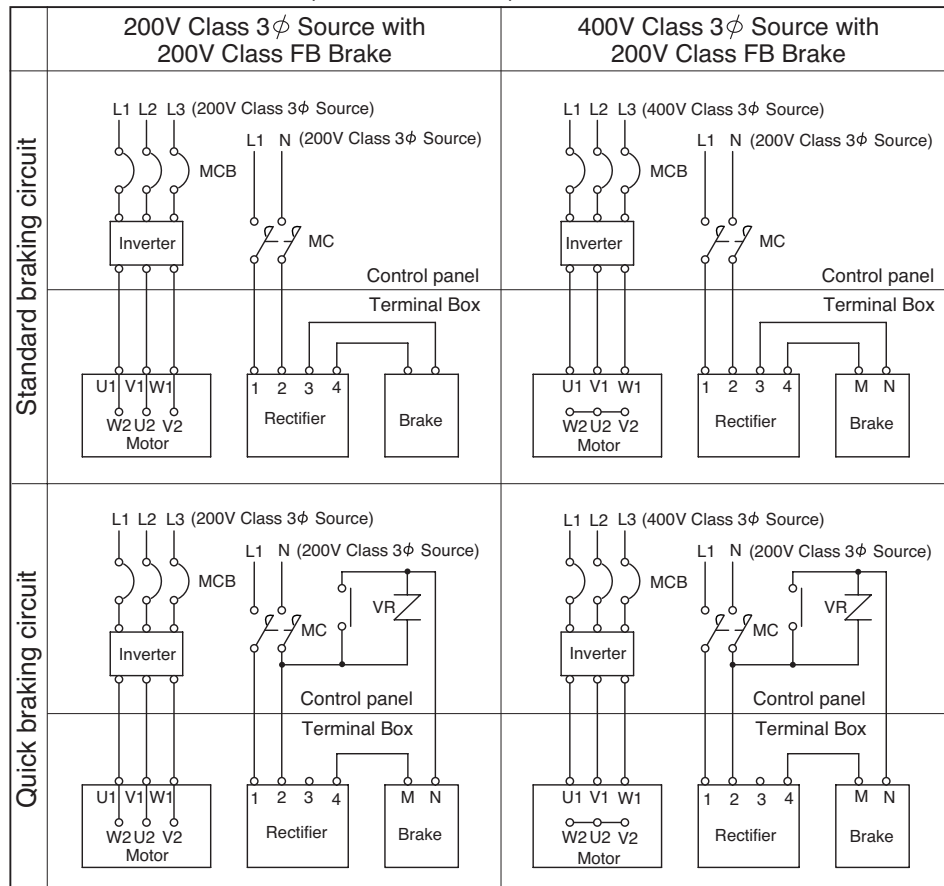 200V Class 3ϕ Source with
200V Class FB Brake
400V Class 3ϕ Source with
200V Class FB Brake
Standard braking circuit
L1 L2 L3 (200V Class 3ϕ Source)
L1 N (200V Class 3ϕ Source)
MCB
Inverter
MC
Control panel
Terminal Box
U1 V1 W1
1 2 3 4
W2 U2 V2
Motor
Rectifier
Brake
L1 L2 L3 (400V Class 3ϕ Source)
L1 N (200V Class 3ϕ Source)
MCB
Inverter
MC
Control panel
Terminal Box
U1 V1 W1
1 2 3 4
M N
W2 U2 V2
Motor
Rectifier
Brake
Quick braking circuit
L1 L2 L3 (200V Class 3ϕ Source)
L1 N (200V Class 3ϕ Source)
MCB
VR
MC
Inverter
Control panel
Terminal Box
U1 V1 W1
1 2 3 4
M N
W2 U2 V2
Motor
Rectifier
Brake
L1 L2 L3 (400V Class 3ϕ Source)
L1 N (200V Class 3ϕ Source)
MCB
VR
MC
Inverter
Control panel
Terminal Box
U1 V1 W1
1 2 3 4
M N
W2 U2 V2
Motor
Rectifier
Brake